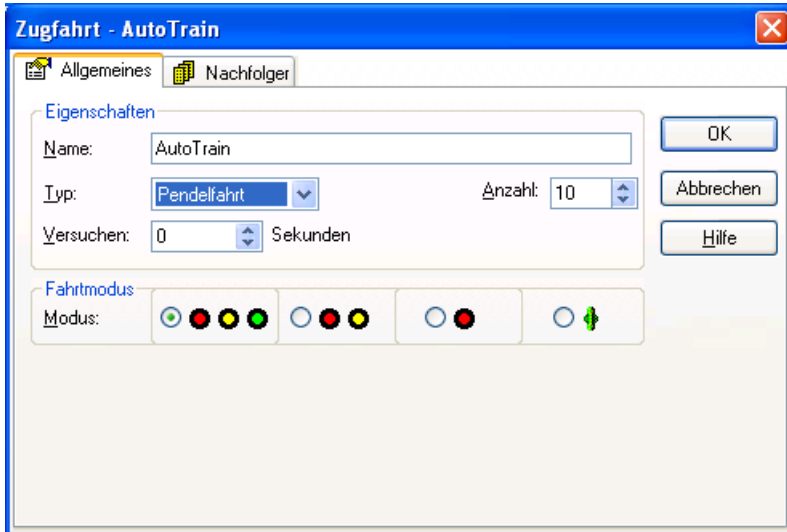 Zugfahrt - AutoTrain
Allgemeines Nachfolger
Eigenschaften
Name: AutoTrain
Typ: Pendelfahrt Anzahl: 10
Versuchen: 0 Sekunden
Fahrtmodus
Modus:
OK
Abbrechen
Hilfe